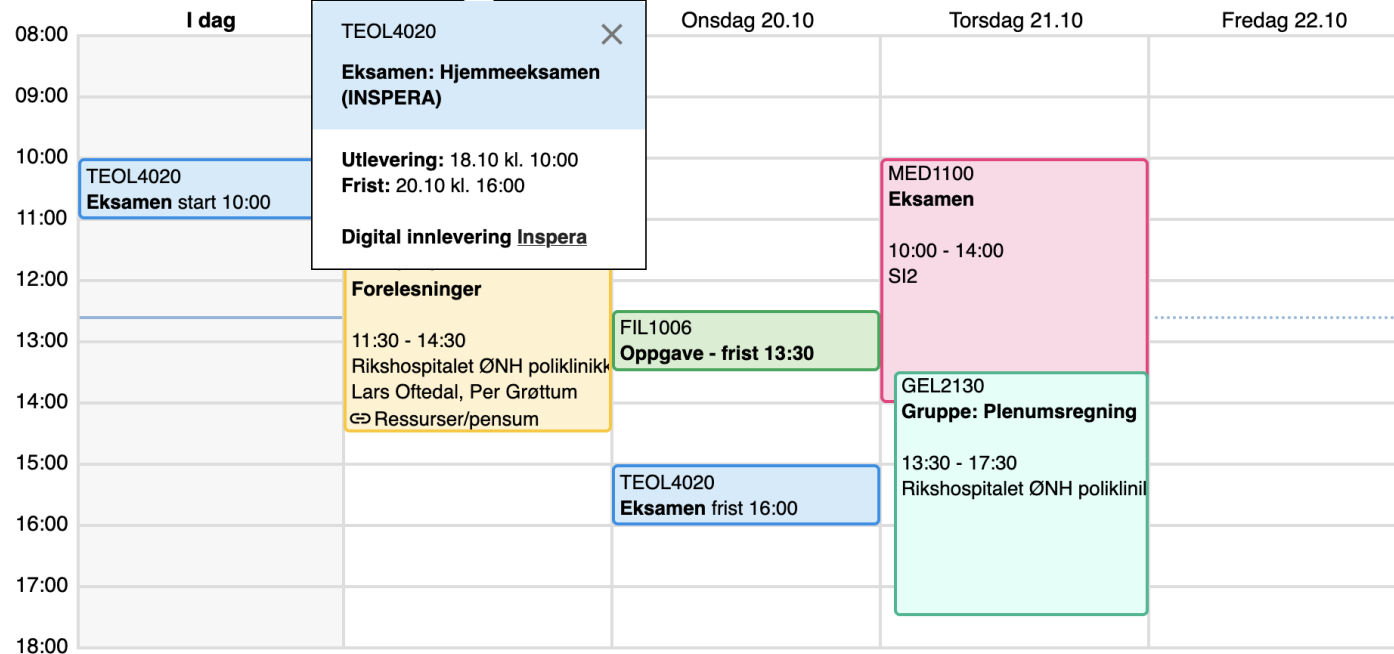 I dag
Onsdag 20.10
Torsdag 21.10
Fredag 22.10
08:00
09:00
10:00
11:00
12:00
13:00
14:00
15:00
16:00
17:00
18:00
TEOL4020
Eksamen start 10:00
TEOL4020
Eksamen: Hjemmeeksamen
(INSPERA)
Utlevering: 18.10 kl. 10:00
Frist: 20.10 kl. 16:00
Digital innlevering Inspera
Forelesninger
11:30 - 14:30
Rikshospitalet ØNH poliklinikk
Lars Oftedal, Per Grøttum
Ressurser/pensum
FIL1006
Oppgave - frist 13:30
TEOL4020
Eksamen frist 16:00
MED1100
Eksamen
10:00 - 14:00
SI2
GEL2130
Gruppe: Plenumsregning
13:30 - 17:30
Rikshospitalet ØNH